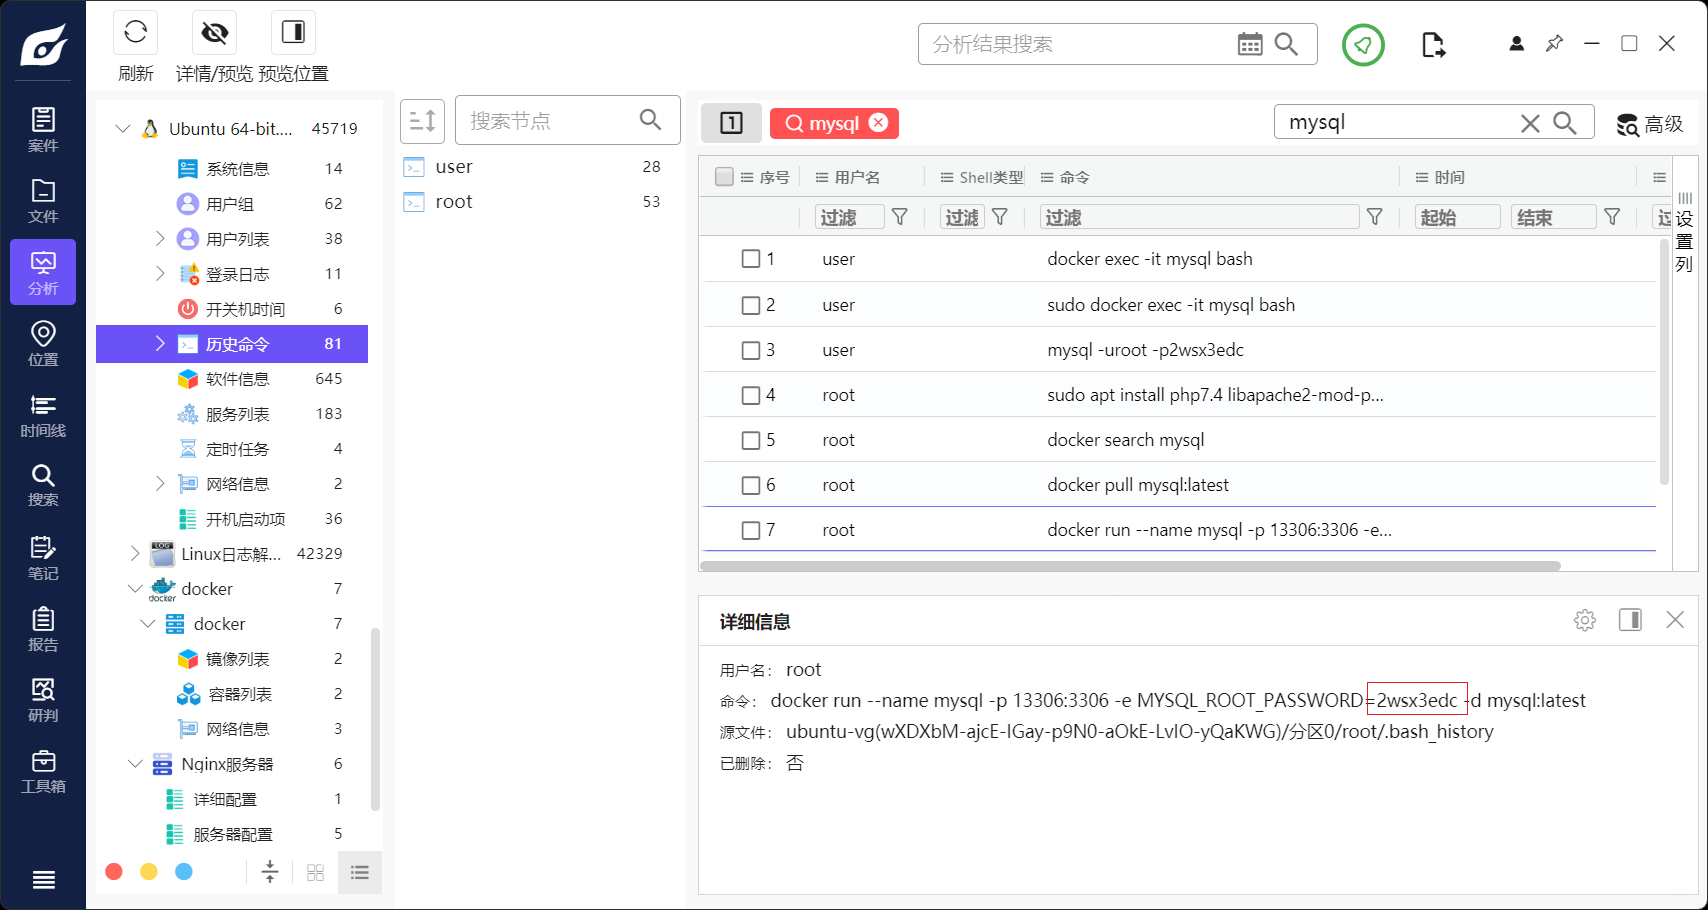 刷新
详情/预览
预览位置
分析结果搜索
案件
文件
分析
位置
时间线
搜索
笔记
报告
研判
工具箱
Ubuntu 64-bit.... 45719
系统信息 14
用户组 62
用户列表 38
登录日志 11
开关机时间 6
历史命令 81
软件信息 645
服务列表 183
定时任务 4
网络信息 2
开机启动项 36
LOG Linux日志解... 42329
docker docker 7
docker 7
镜像列表 2
容器列表 2
网络信息 3
Nginx服务器 6
详细配置 1
服务器配置 5
搜索节点
user 28
root 53
1 mysql
mysql
高级
序号 用户名 Shell类型 命令 时间
过滤 过滤 过滤 起始 结束
设置列
1 user docker exec -it mysql bash
2 user sudo docker exec -it mysql bash
3 user mysql -uroot -p2wsx3edc
4 root sudo apt install php7.4 libapache2-mod-p...
5 root docker search mysql
6 root docker pull mysql:latest
7 root docker run --name mysql -p 13306:3306 -e...
详细信息
用户名： root
命令： docker run --name mysql -p 13306:3306 -e MYSQL_ROOT_PASSWORD=2wsx3edc -d mysql:latest
源文件： ubuntu-vg(wXDXbM-ajcE-IGay-p9N0-aOkE-LvIO-yQaKWG)/分区0/root/.bash_history
已删除： 否